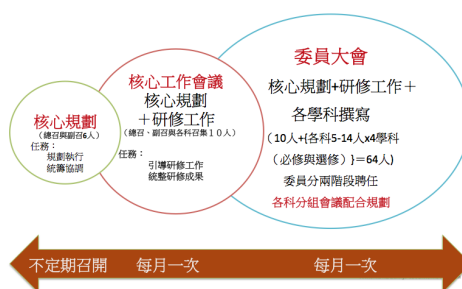 核心規劃
（總召與副召6人）
任務：
規劃執行
統籌協調
核心工作會議
核心規劃
＋研修工作
（總召、副召與各科召集１０人）
任務：
引導研修工作
統整研修成果
委員大會
核心規劃+研修工作＋
各學科撰寫
（10人+{各科5-14人x4學科
（必修與選修）}＝64人）
委員分兩階段聘任
各科分組會議配合規劃
不定期召開
每月一次
每月一次